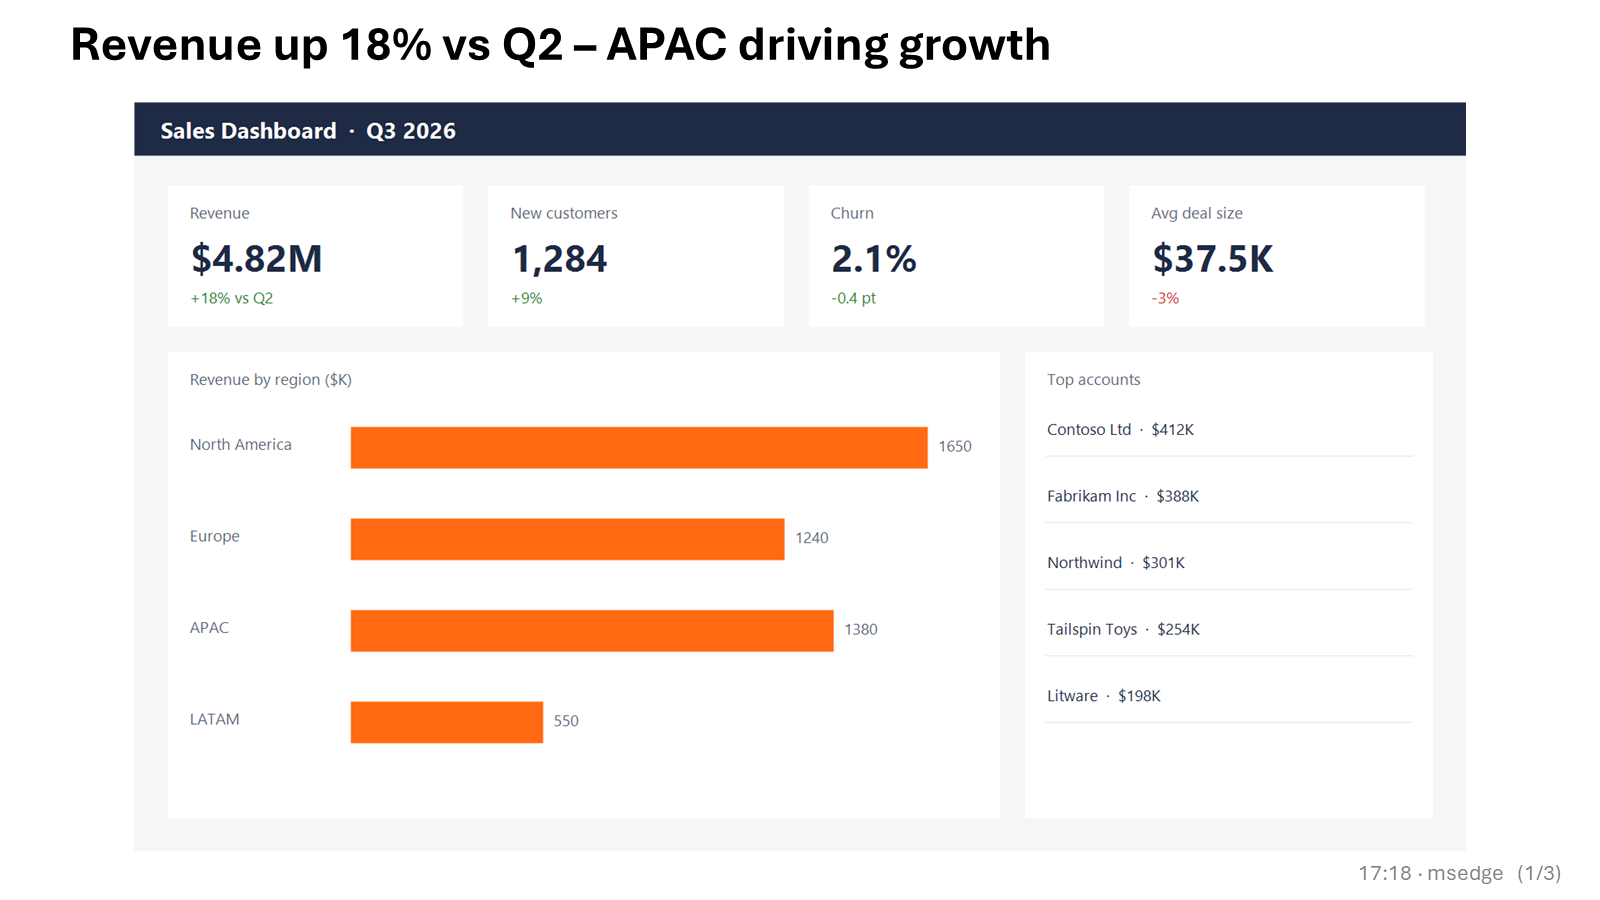 Revenue up 18% vs Q2 – APAC driving growth
Sales Dashboard · Q3 2026
Revenue
$4.82M
+18% vs Q2
New customers
1,284
+9%
Churn
2.1%
-0.4 pt
Avg deal size
$37.5K
-3%
Revenue by region ($K)
North America 1650
Europe 1240
APAC 1380
LATAM 550
Top accounts
Contoso Ltd · $412K
Fabrikam Inc · $388K
Northwind · $301K
Tailspin Toys · $254K
Litware · $198K
17:18 · msedge (1/3)